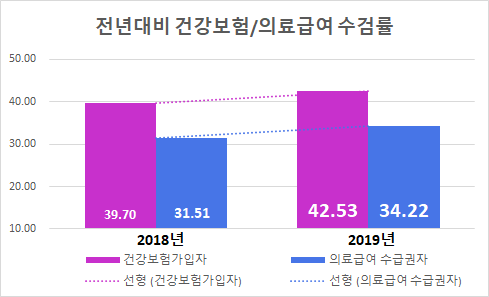 전년대비 건강보험/의료급여 수검률
50.00
40.00
30.00
20.00
10.00
39.70 31.51 42.53 34.22
2018년 2019년
건강보험가입자 의료급여 수급권자
선형 (건강보험가입자) 선형 (의료급여 수급권자)